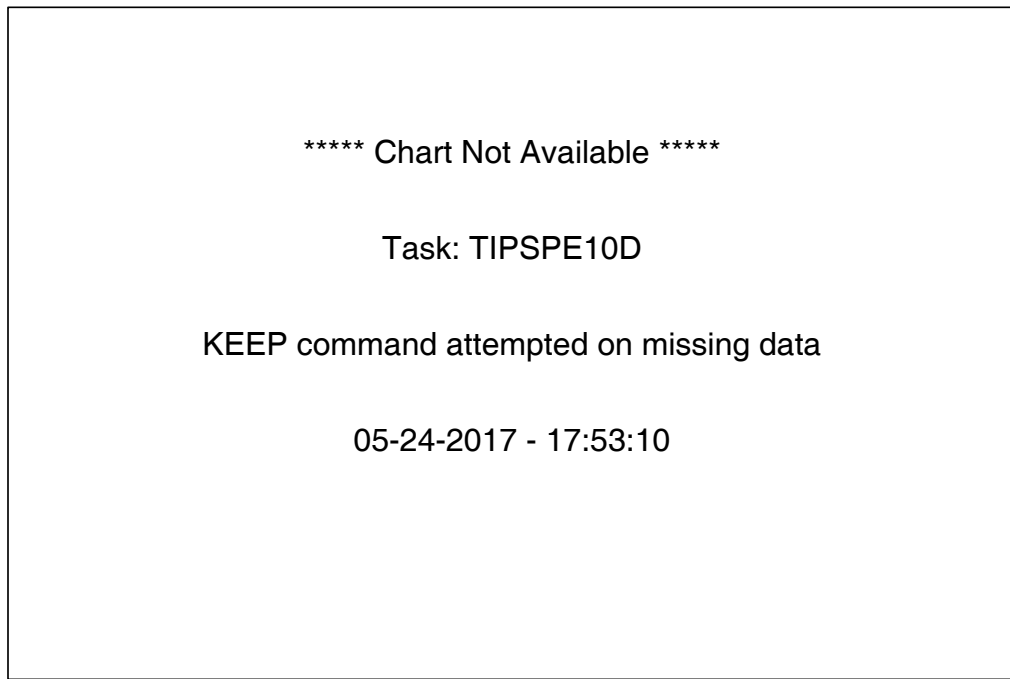 ***** Chart Not Available *****
Task: TIPSPE10D
KEEP command attempted on missing data
05-24-2017 - 17:53:10